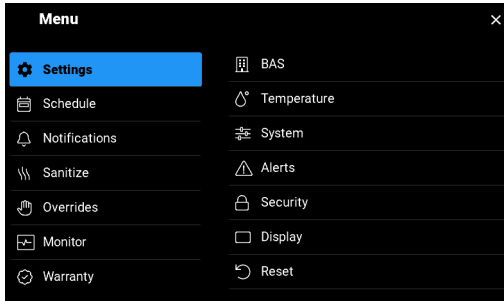 Menu
Settings
Schedule
Notifications
Sanitize
Overrides
Monitor
Warranty
BAS
Temperature
System
Alerts
Security
Display
Reset